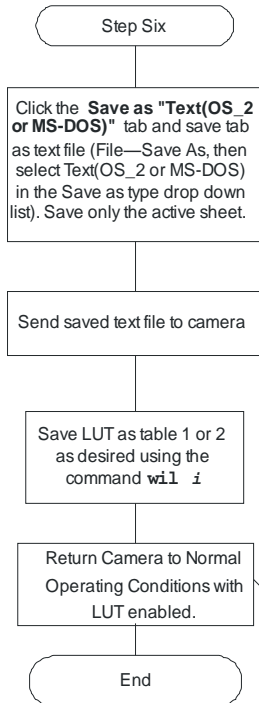 Step Six
Click the Save as "Text(OS_2
or MS-DOS)" tab and save tab
as text file (File—Save As, then
select Text(OS_2 or MS-DOS)
in the Save as type drop down
list). Save only the active sheet.
Send saved text file to camera
Save LUT as table 1 or 2
as desired using the
command wil i
Return Camera to Normal
Operating Conditions with
LUT enabled.
End